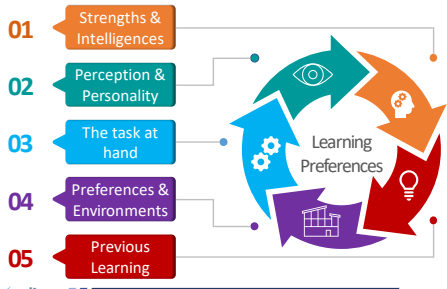 01
Strengths &
Intelligences
02
Perception &
Personality
03
The task at
hand
04
Preferences &
Environments
05
Previous
Learning
Learning
Preferences